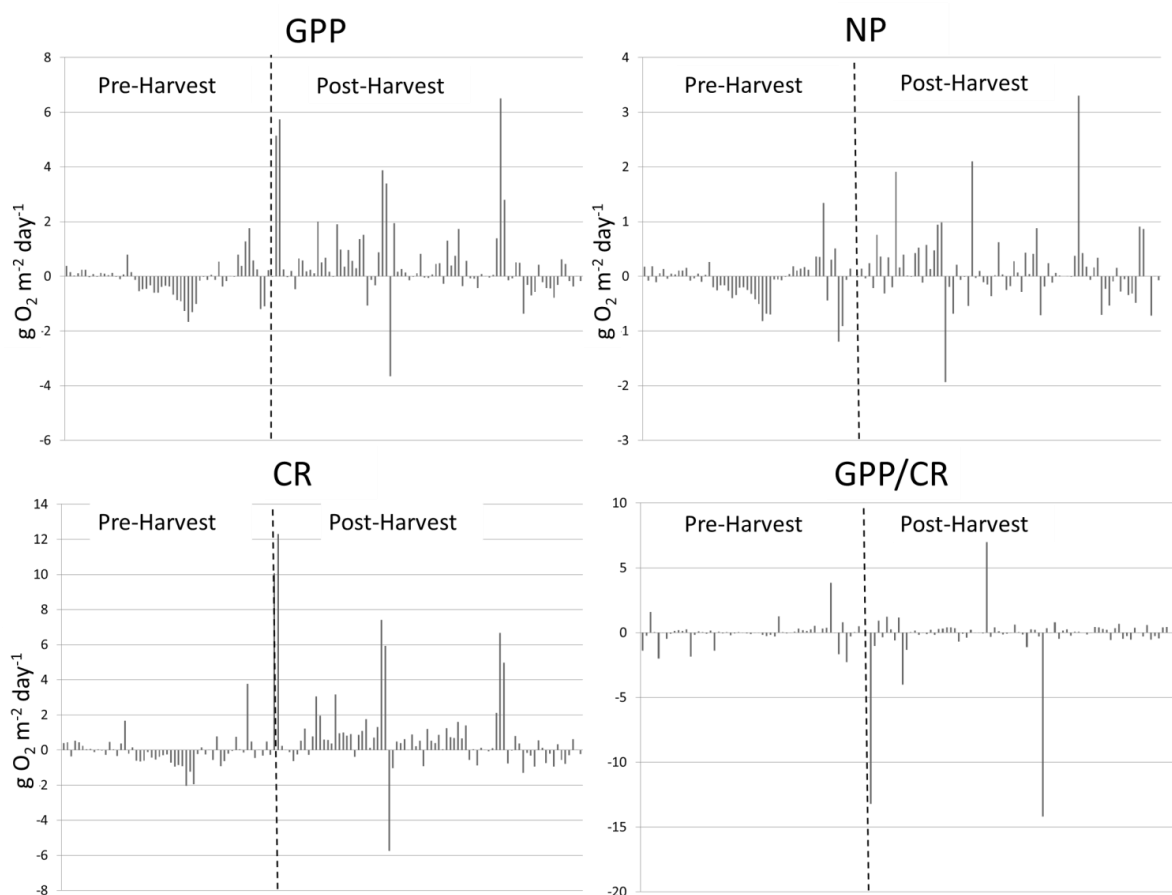 GPP
8
6
4
2
0
-2
-4
-6
g O2 m-2 day-1
Pre-Harvest
Post-Harvest
NP
4
3
2
1
0
-1
-2
-3
g O2 m-2 day-1
Pre-Harvest
Post-Harvest
CR
14
12
10
8
6
4
2
0
-2
-4
-6
-8
g O2 m-2 day-1
Pre-Harvest
Post-Harvest
GPP/CR
10
5
0
-5
-10
-15
-20
Pre-Harvest
Post-Harvest